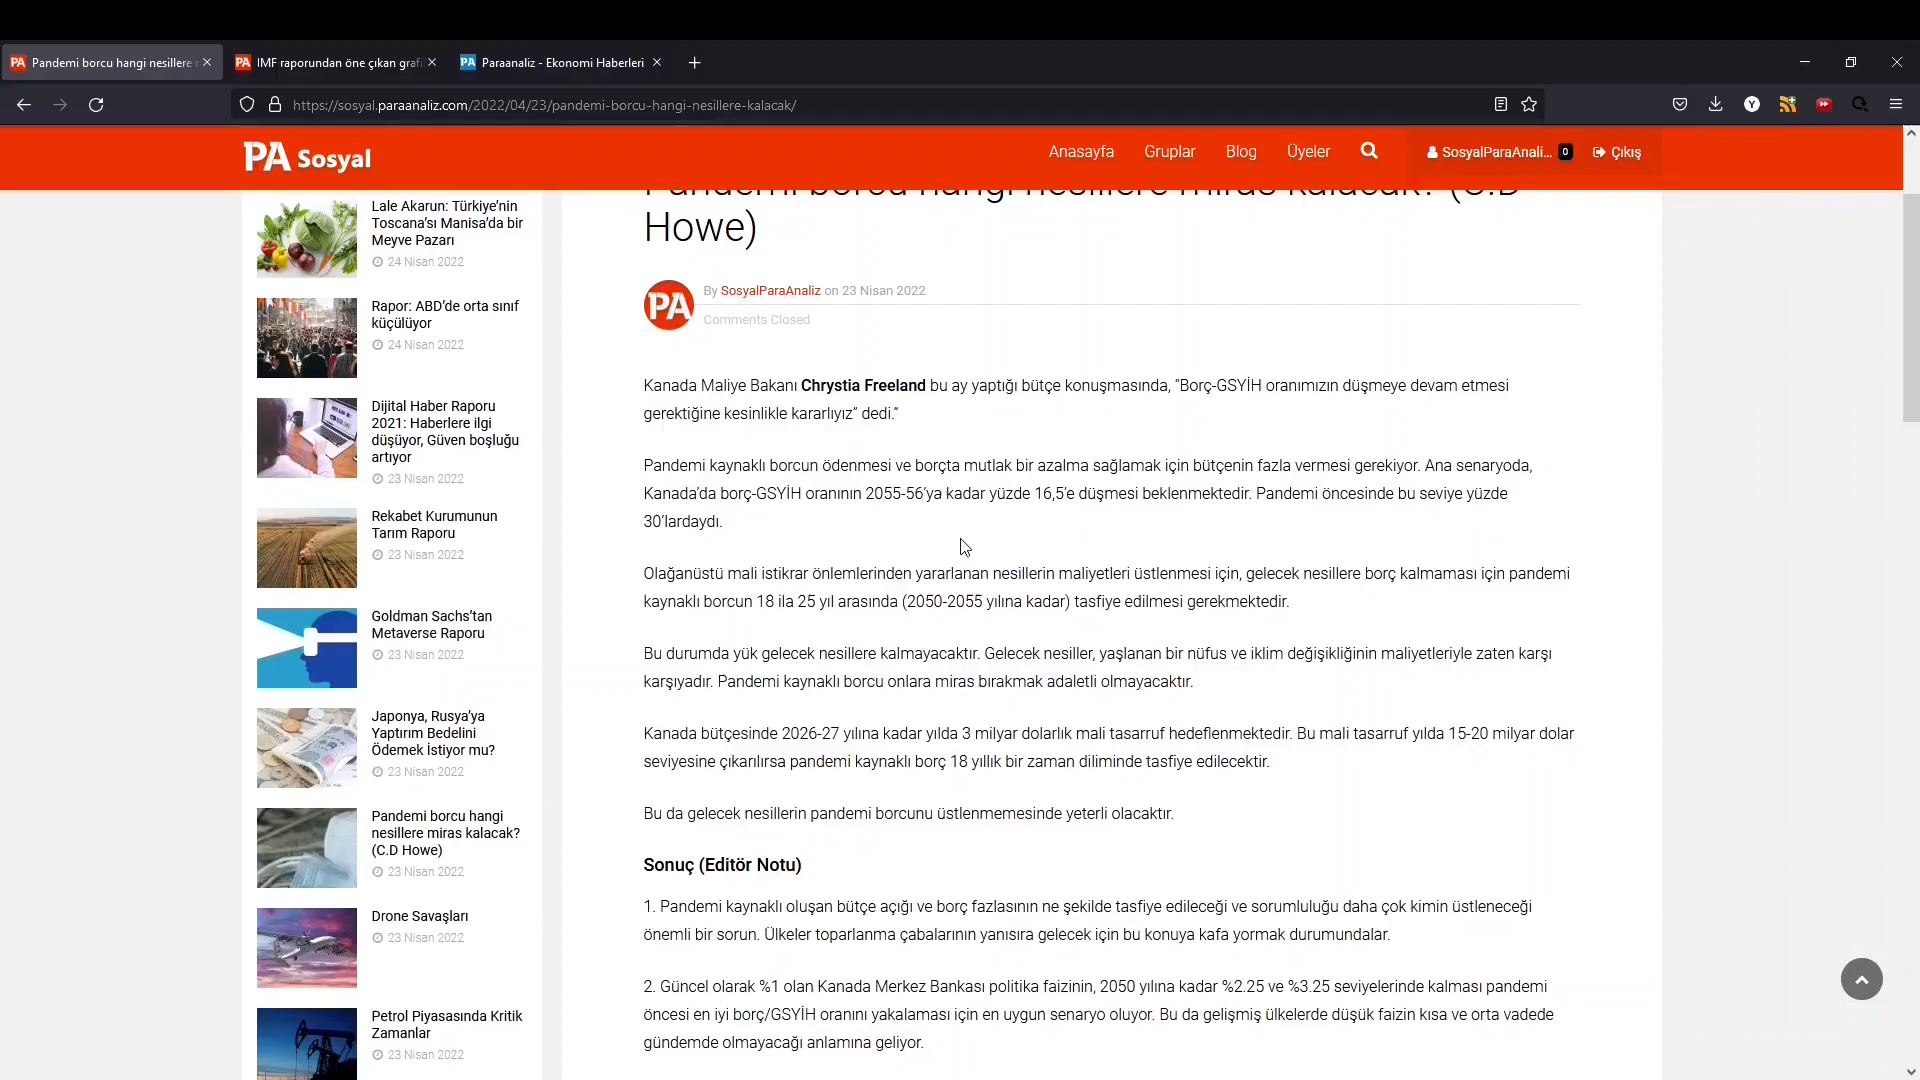 Pandemi borcu hangi nesillere
IMF raporundan öne çıkan grafi
Paraanaliz - Ekonomi Haberleri
https://sosyal.paraanaliz.com/2022/04/23/pandemi-borcu-hangi-nesillere-kalacak/
PA Sosyal
Anasayfa
Gruplar
Blog
Üyeler
SosyalParaAnali... 0
Çıkış
Lale Akarun: Türkiye’nin
Toscana’sı Manisa’da bir
Meyve Pazarı
24 Nisan 2022
Rapor: ABD’de orta sınıf
küçülüyor
24 Nisan 2022
Dijital Haber Raporu
2021: Haberlere ilgi
düşüyor, Güven boşluğu
artıyor
23 Nisan 2022
Rekabet Kurumunun
Tarım Raporu
23 Nisan 2022
Goldman Sachs’tan
Metaverse Raporu
23 Nisan 2022
Japonya, Rusya’ya
Yaptırım Bedelini
Ödemek İstiyor mu?
23 Nisan 2022
Pandemi borcu hangi
nesillere miras kalacak?
(C.D Howe)
23 Nisan 2022
Drone Savaşları
23 Nisan 2022
Petrol Piyasasında Kritik
Zamanlar
23 Nisan 2022
Pandemi borcu hangi nesillere miras kalacak? (C.D
Howe)
PA
By SosyalParaAnaliz on 23 Nisan 2022
Comments Closed
Kanada Maliye Bakanı Chrystia Freeland bu ay yaptığı bütçe konuşmasında, “Borç-GSYİH oranımızın düşmeye devam etmesi
gerektiğine kesinlikle kararlıyız” dedi.”
Pandemi kaynaklı borcun ödenmesi ve borçta mutlak bir azalma sağlamak için bütçenin fazla vermesi gerekiyor. Ana senaryoda,
Kanada’da borç-GSYİH oranının 2055-56’ya kadar yüzde 16,5’e düşmesi beklenmektedir. Pandemi öncesinde bu seviye yüzde
30’lardaydı.
Olağanüstü mali istikrar önlemlerinden yararlanan nesillerin maliyetleri üstlenmesi için, gelecek nesillere borç kalmaması için pandemi
kaynaklı borcun 18 ila 25 yıl arasında (2050-2055 yılına kadar) tasfiye edilmesi gerekmektedir.
Bu durumda yük gelecek nesillere kalmayacaktır. Gelecek nesiller, yaşlanan bir nüfus ve iklim değişikliğinin maliyetleriyle zaten karşı
karşıyadır. Pandemi kaynaklı borcu onlara miras bırakmak adaletli olmayacaktır.
Kanada bütçesinde 2026-27 yılına kadar yılda 3 milyar dolarlık mali tasarruf hedeflenmektedir. Bu mali tasarruf yılda 15-20 milyar dolar
seviyesine çıkarılırsa pandemi kaynaklı borç 18 yıllık bir zaman diliminde tasfiye edilecektir.
Bu da gelecek nesillerin pandemi borcunu üstlenmemesinde yeterli olacaktır.
Sonuç (Editör Notu)
1. Pandemi kaynaklı oluşan bütçe açığı ve borç fazlasının ne şekilde tasfiye edileceği ve sorumluluğu daha çok kimin üstleneceği
önemli bir sorun. Ülkeler toparlanma çabalarının yanısıra gelecek için bu konuya kafa yormak durumundalar.
2. Güncel olarak %1 olan Kanada Merkez Bankası politika faizinin, 2050 yılına kadar %2.25 ve %3.25 seviyelerinde kalması pandemi
öncesi en iyi borç/GSYİH oranını yakalaması için en uygun senaryo oluyor. Bu da gelişmiş ülkelerde düşük faizin kısa ve orta vadede
gündemde olmayacağı anlamına geliyor.